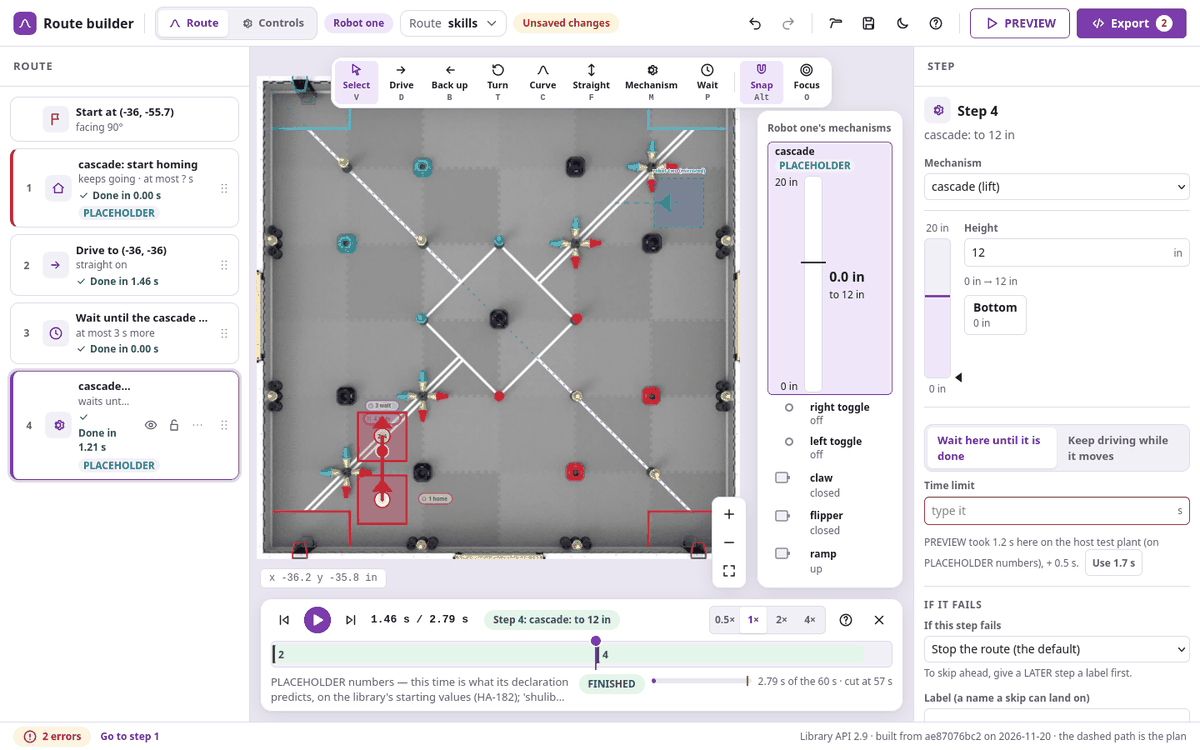 Route builder
Route
Controls
Robot one
Route skills
Unsaved changes
PREVIEW
Export 2
ROUTE
Start at (-36, -55.7)
facing 90°
1
cascade: start homing
keeps going · at most ? s
✓ Done in 0.00 s
PLACEHOLDER
2
Drive to (-36, -36)
straight on
✓ Done in 1.46 s
3
Wait until the cascade ...
at most 3 s more
✓ Done in 0.00 s
4
cascade...
waits unt...
✓
Done in
1.21 s
PLACEHOLDER
Select
V
Drive
D
Back up
B
Turn
T
Curve
C
Straight
F
Mechanism
M
Wait
P
Snap
Alt
Focus
O
3 wait
1 home
x -36.2 y -35.8 in
Robot one's mechanisms
cascade
PLACEHOLDER
20 in
0.0 in
to 12 in
0 in
right toggle
off
left toggle
off
claw
closed
flipper
closed
ramp
up
1.46 s / 2.79 s
Step 4: cascade: to 12 in
0.5×
1×
2×
4×
2
4
PLACEHOLDER numbers — this time is what its declaration
predicts, on the library's starting values (HA-182); 'shulib...
FINISHED
2.79 s of the 60 s · cut at 57 s
STEP
Step 4
cascade: to 12 in
Mechanism
cascade (lift)
20 in
0 in
Height
12 in
0 in → 12 in
Bottom
0 in
Wait here until it is
done
Keep driving while
it moves
Time limit
type it s
PREVIEW took 1.2 s here on the host test plant (on
PLACEHOLDER numbers), + 0.5 s. Use 1.7 s
IF IT FAILS
If this step fails
Stop the route (the default)
To skip ahead, give a LATER step a label first.
Label (a name a skip can land on)
2 errors
Go to step 1
Library API 2.9 · built from ae87076bc2 on 2026-11-20 · the dashed path is the plan